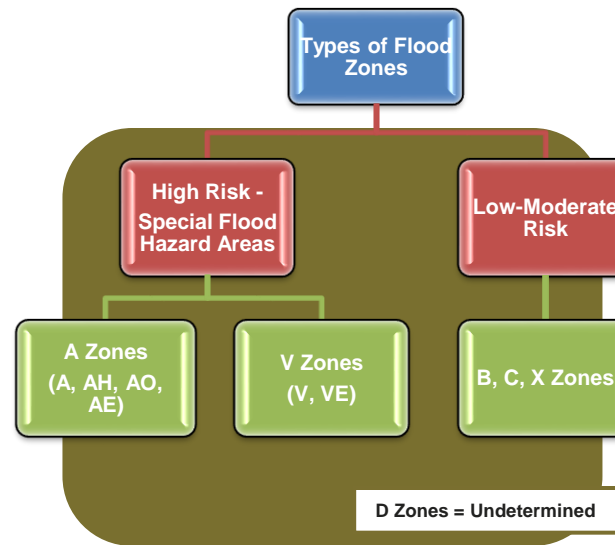 Types of Flood
Zones
High Risk -
Special Flood
Hazard Areas
Low-Moderate
Risk
A Zones
(A, AH, AO,
AE)
V Zones
(V, VE)
B, C, X Zones
D Zones = Undetermined